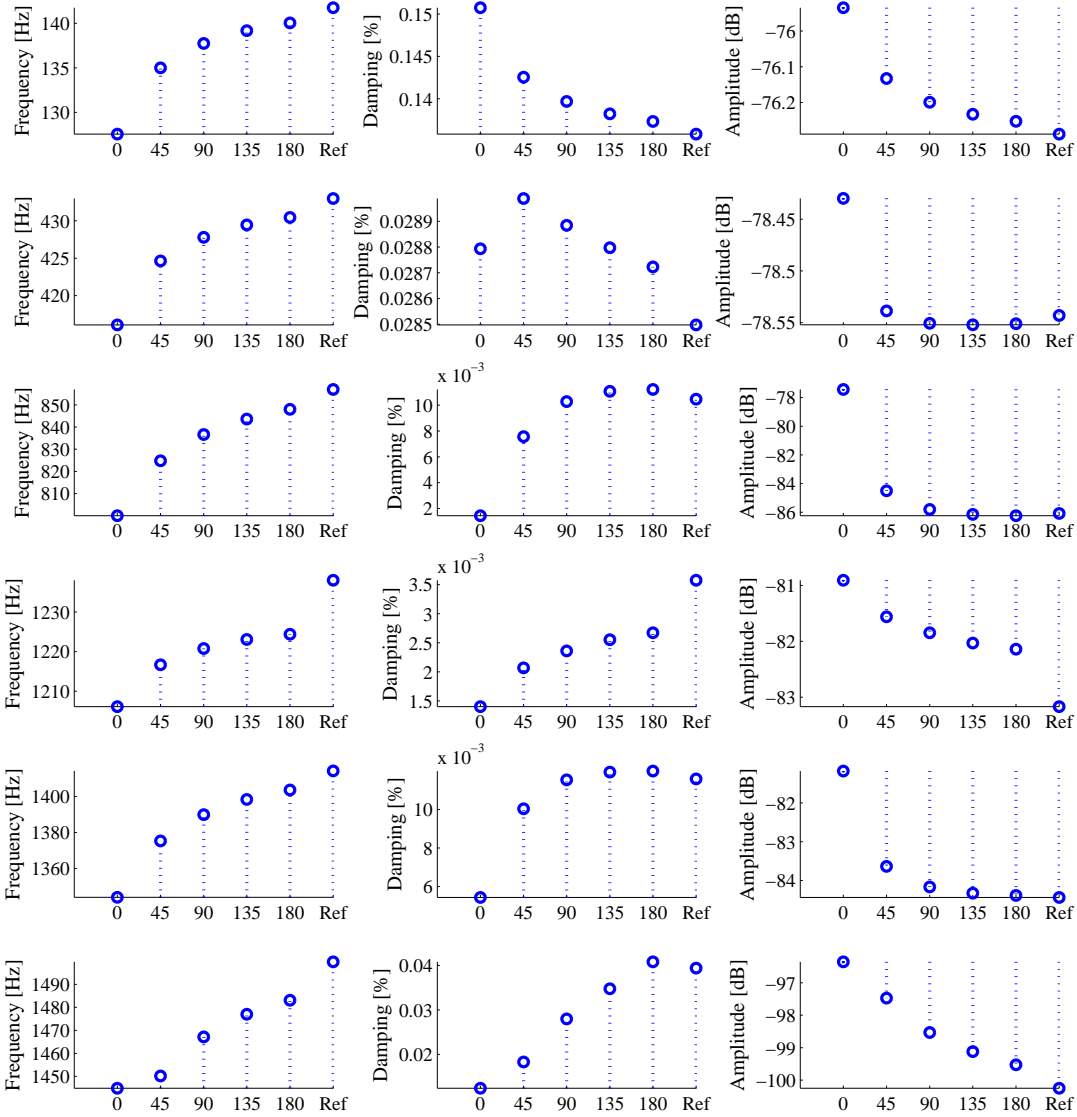 Frequency [Hz]
140
135
130
0 45 90 135 180 Ref
Damping [%]
0.15
0.145
0.14
0 45 90 135 180 Ref
Amplitude [dB]
−76
−76.1
−76.2
0 45 90 135 180 Ref
Frequency [Hz]
430
425
420
0 45 90 135 180 Ref
Damping [%]
0.0289
0.0288
0.0287
0.0286
0.0285
0 45 90 135 180 Ref
Amplitude [dB]
−78.45
−78.5
−78.55
0 45 90 135 180 Ref
Frequency [Hz]
850
840
830
820
810
0 45 90 135 180 Ref
x 10⁻³
Damping [%]
10
8
6
4
2
0 45 90 135 180 Ref
Amplitude [dB]
−78
−80
−82
−84
−86
0 45 90 135 180 Ref
Frequency [Hz]
1230
1220
1210
0 45 90 135 180 Ref
x 10⁻³
Damping [%]
3.5
3
2.5
2
1.5
0 45 90 135 180 Ref
Amplitude [dB]
−81
−82
−83
0 45 90 135 180 Ref
Frequency [Hz]
1400
1380
1360
0 45 90 135 180 Ref
x 10⁻³
Damping [%]
10
8
6
0 45 90 135 180 Ref
Amplitude [dB]
−82
−83
−84
0 45 90 135 180 Ref
Frequency [Hz]
1490
1480
1470
1460
1450
0 45 90 135 180 Ref
Damping [%]
0.04
0.03
0.02
0 45 90 135 180 Ref
Amplitude [dB]
−97
−98
−99
−100
0 45 90 135 180 Ref